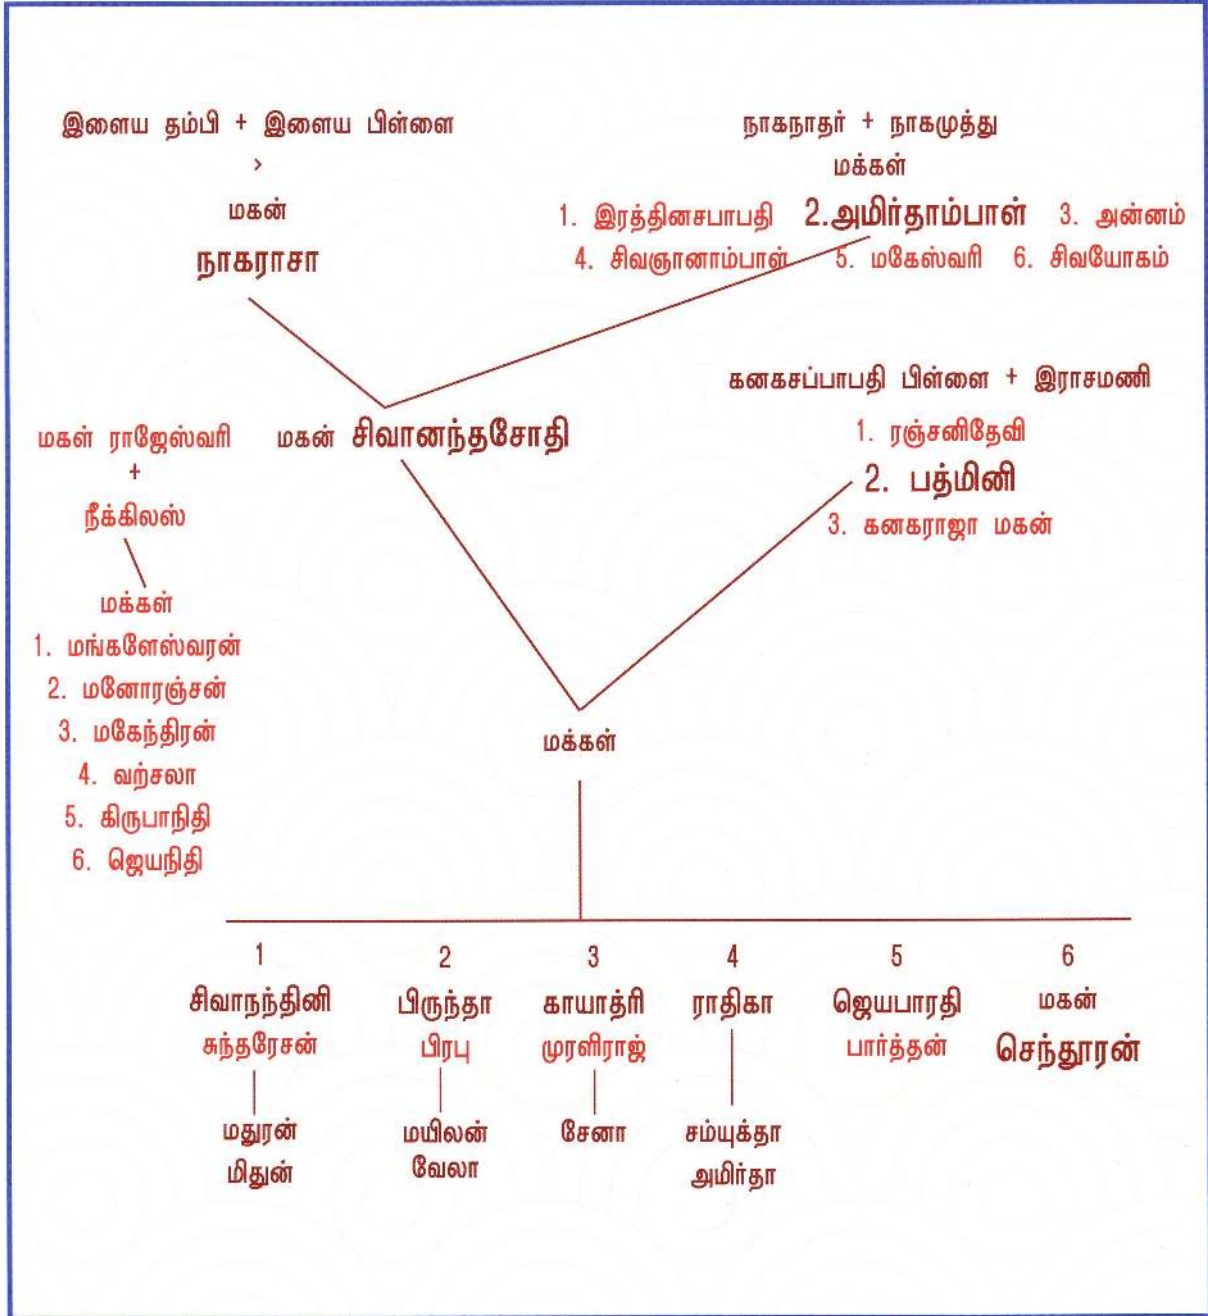 இளைய தம்பி + இளைய பிள்ளை
>
மகன்
நாகராசா
நாகநாதர் + நாகமுத்து
மக்கள்
1. இரத்தினசபாபதி 2.அமிர்தாம்பாள் 3. அன்னம்
4. சிவஞானாம்பாள் 5. மகேஸ்வரி 6. சிவயோகம்
கனகசப்பாபதி பிள்ளை + இராசமணி
1. ரஞ்சனிதேவி
2. பத்மினி
3. கனகராஜா மகன்
மகள் ராஜேஸ்வரி
+
நீக்கிலஸ்
மகன் சிவானந்தசோதி
மக்கள்
1. மங்களேஸ்வரன்
2. மனோரஞ்சன்
3. மகேந்திரன்
4. வற்சலா
5. கிருபாநிதி
6. ஜெயநிதி
மக்கள்
1 2 3 4 5 6
சிவாநந்தினி பிருந்தா காயாத்ரி ராதிகா ஜெயபாரதி மகன்
சுந்தரேசன் பிரபு முரளிராஜ் பார்த்தன் செந்தூரன்
மதுரன் மயிலன் சேனா சம்யுக்தா
மிதுன் வேலா அமிர்தா